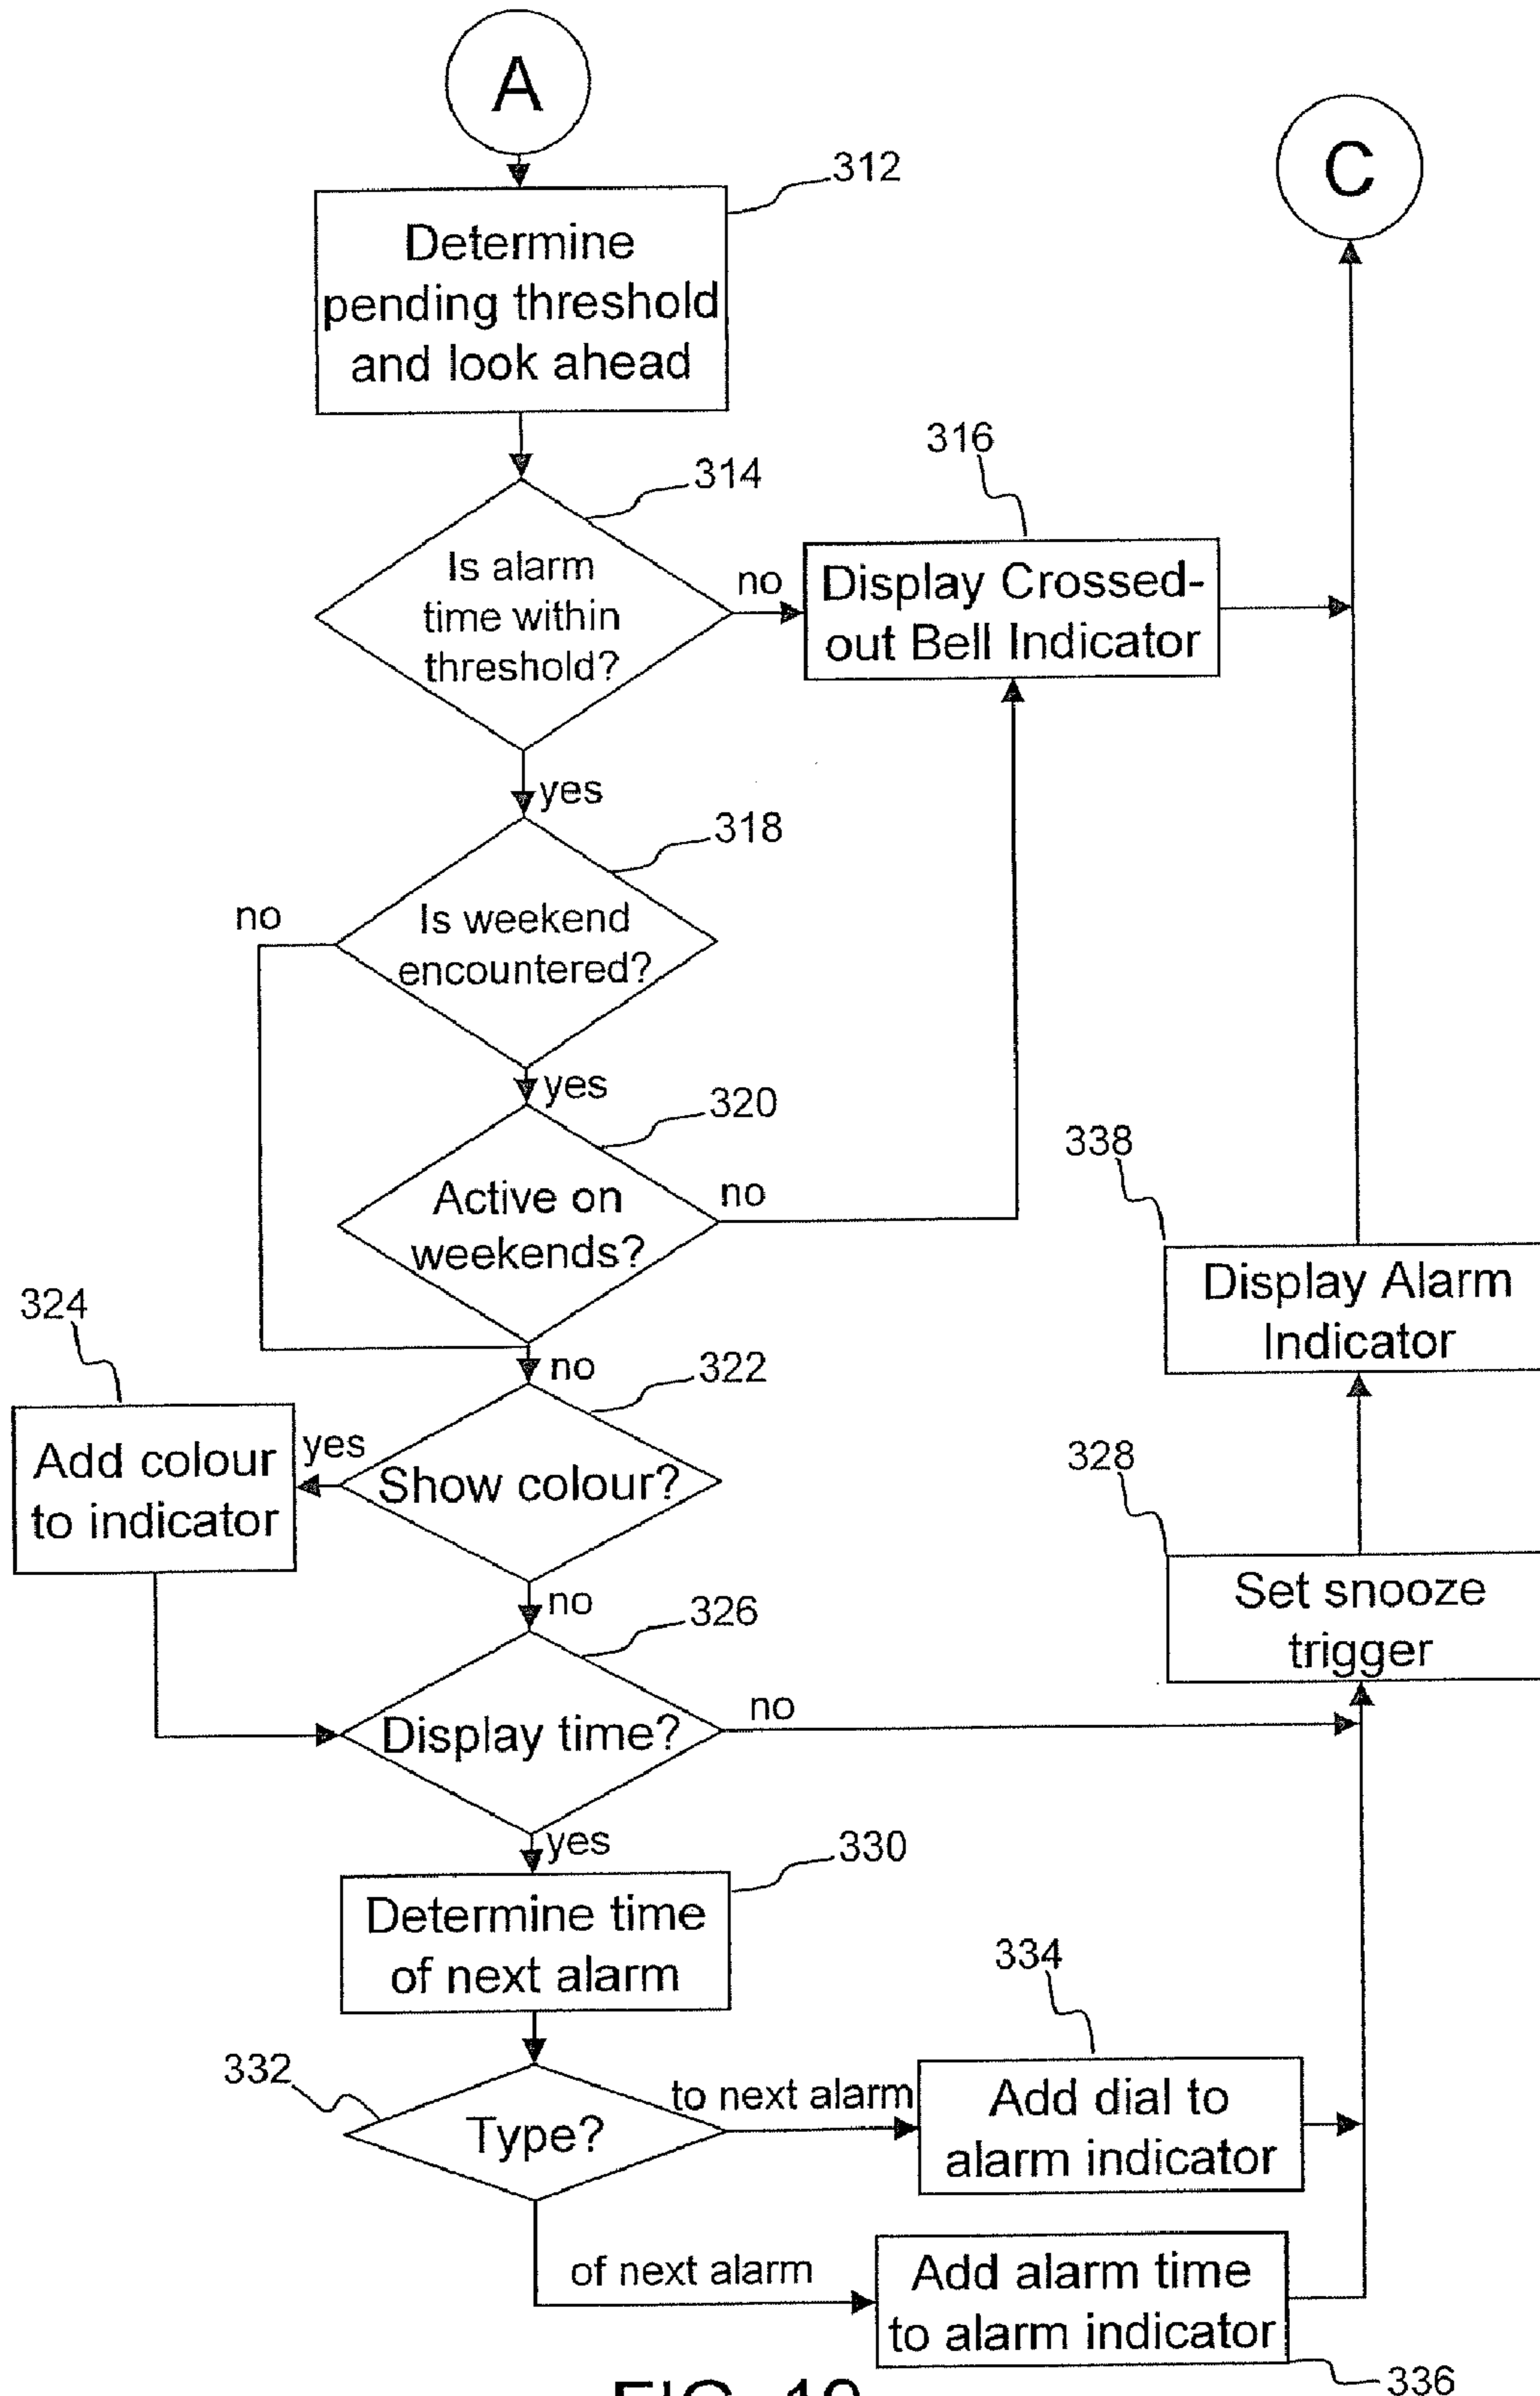 A
312
Determine
pending threshold
and look ahead
C
314
Is alarm
time within
threshold?
no
316
Display Crossed-
out Bell Indicator
yes
318
no
Is weekend
encountered?
yes
320
Active on
weekends?
no
338
Display Alarm
Indicator
324
no
322
Add colour
to indicator
yes
Show colour?
328
Set snooze
trigger
no
326
Display time?
no
yes
330
Determine time
of next alarm
334
332
Type?
to next alarm
Add dial to
alarm indicator
of next alarm
Add alarm time
to alarm indicator
336